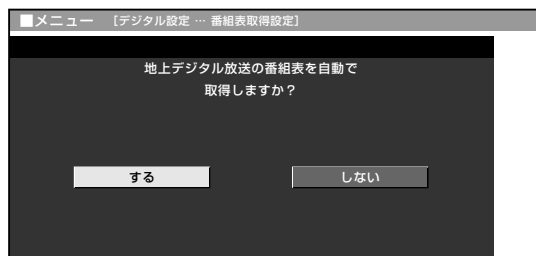 ■メニュー [デジタル設定 … 番組表取得設定]
地上デジタル放送の番組表を自動で
取得しますか？
する
しない